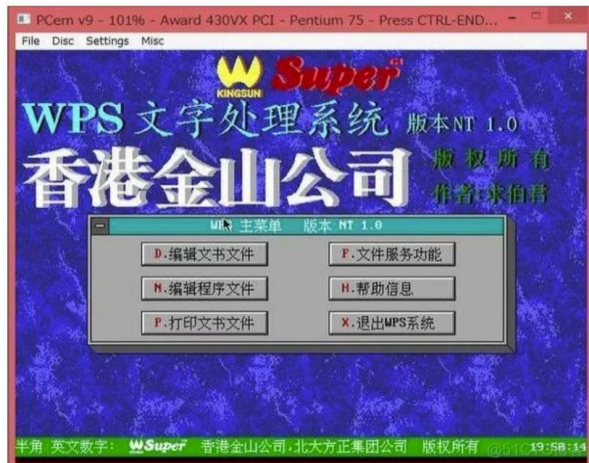 PCem v9 - 101% - Award 430VX PCI - Pentium 75 - Press CTRL-END...
File Disc Settings Misc
KINGSUN Super
WPS 文字处理系统 版本NT 1.0
香港金山公司
版权所有
作者:求伯君
主菜单 版本 NT 1.0
D.编辑文书文件
F.文件服务功能
N.编辑程序文件
H.帮助信息
P.打印文书文件
X.退出WPS系统
半角 英文数字: Super 香港金山公司,北大方正集团公司 版权所有 19:58:14